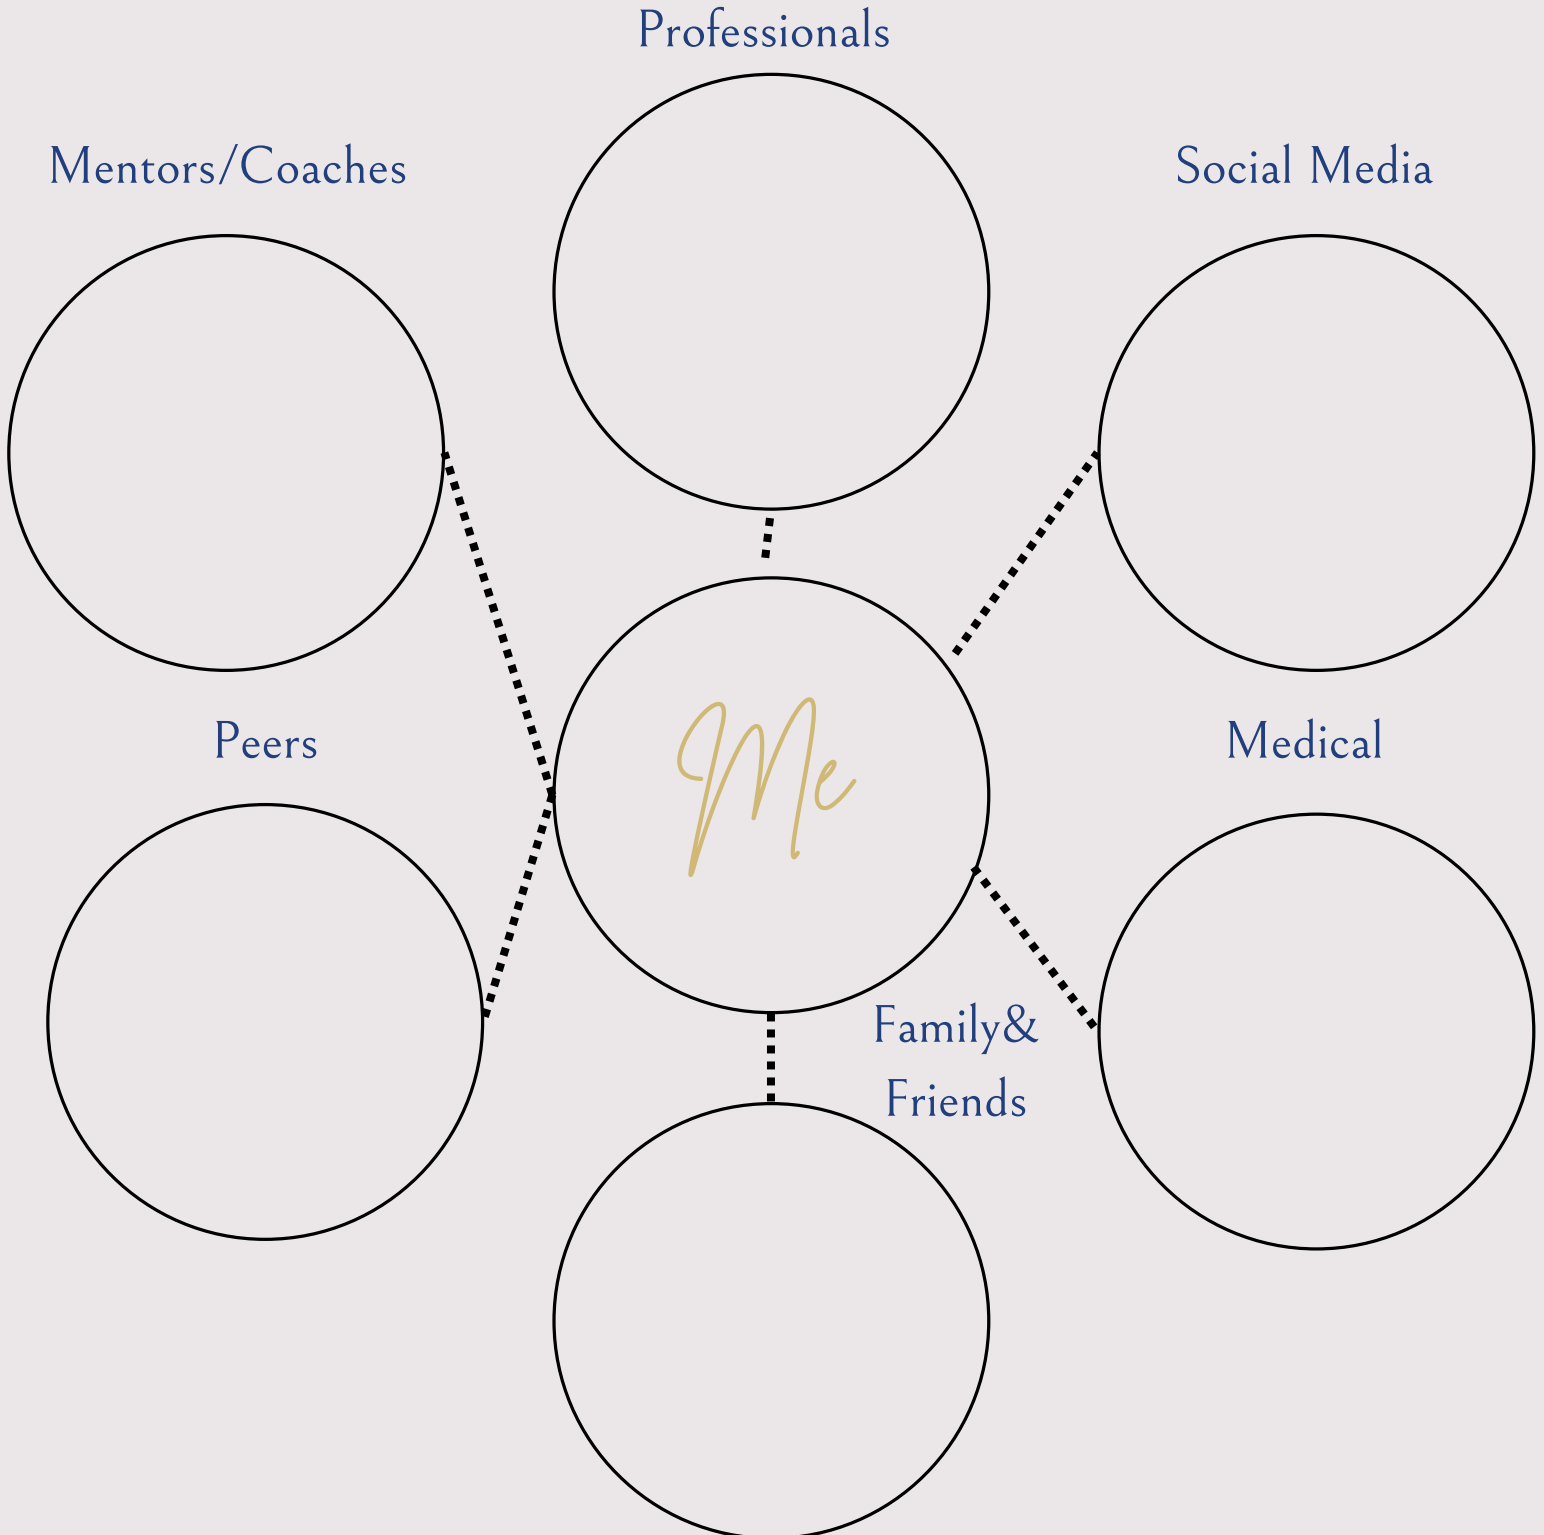 Professionals
Mentors/Coaches
Social Media
Me
Peers
Medical
Family&
Friends